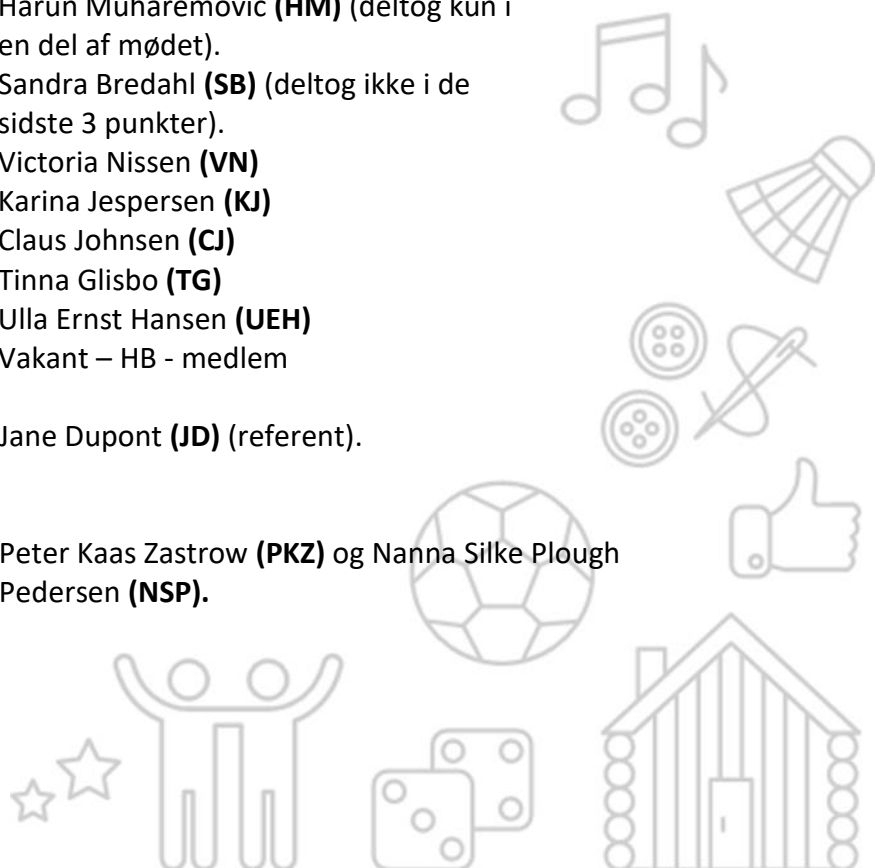 Harun Muharemovic (HM) (deltog kun i
en del af mødet).
Sandra Bredahl (SB) (deltog ikke i de
sidste 3 punkter).
Victoria Nissen (VN)
Karina Jespersen (KJ)
Claus Johnsen (CJ)
Tinna Glisbo (TG)
Ulla Ernst Hansen (UEH)
Vakant – HB - medlem
Jane Dupont (JD) (referent).
Peter Kaas Zastrow (PKZ) og Nanna Silke Plough
Pedersen (NSP).